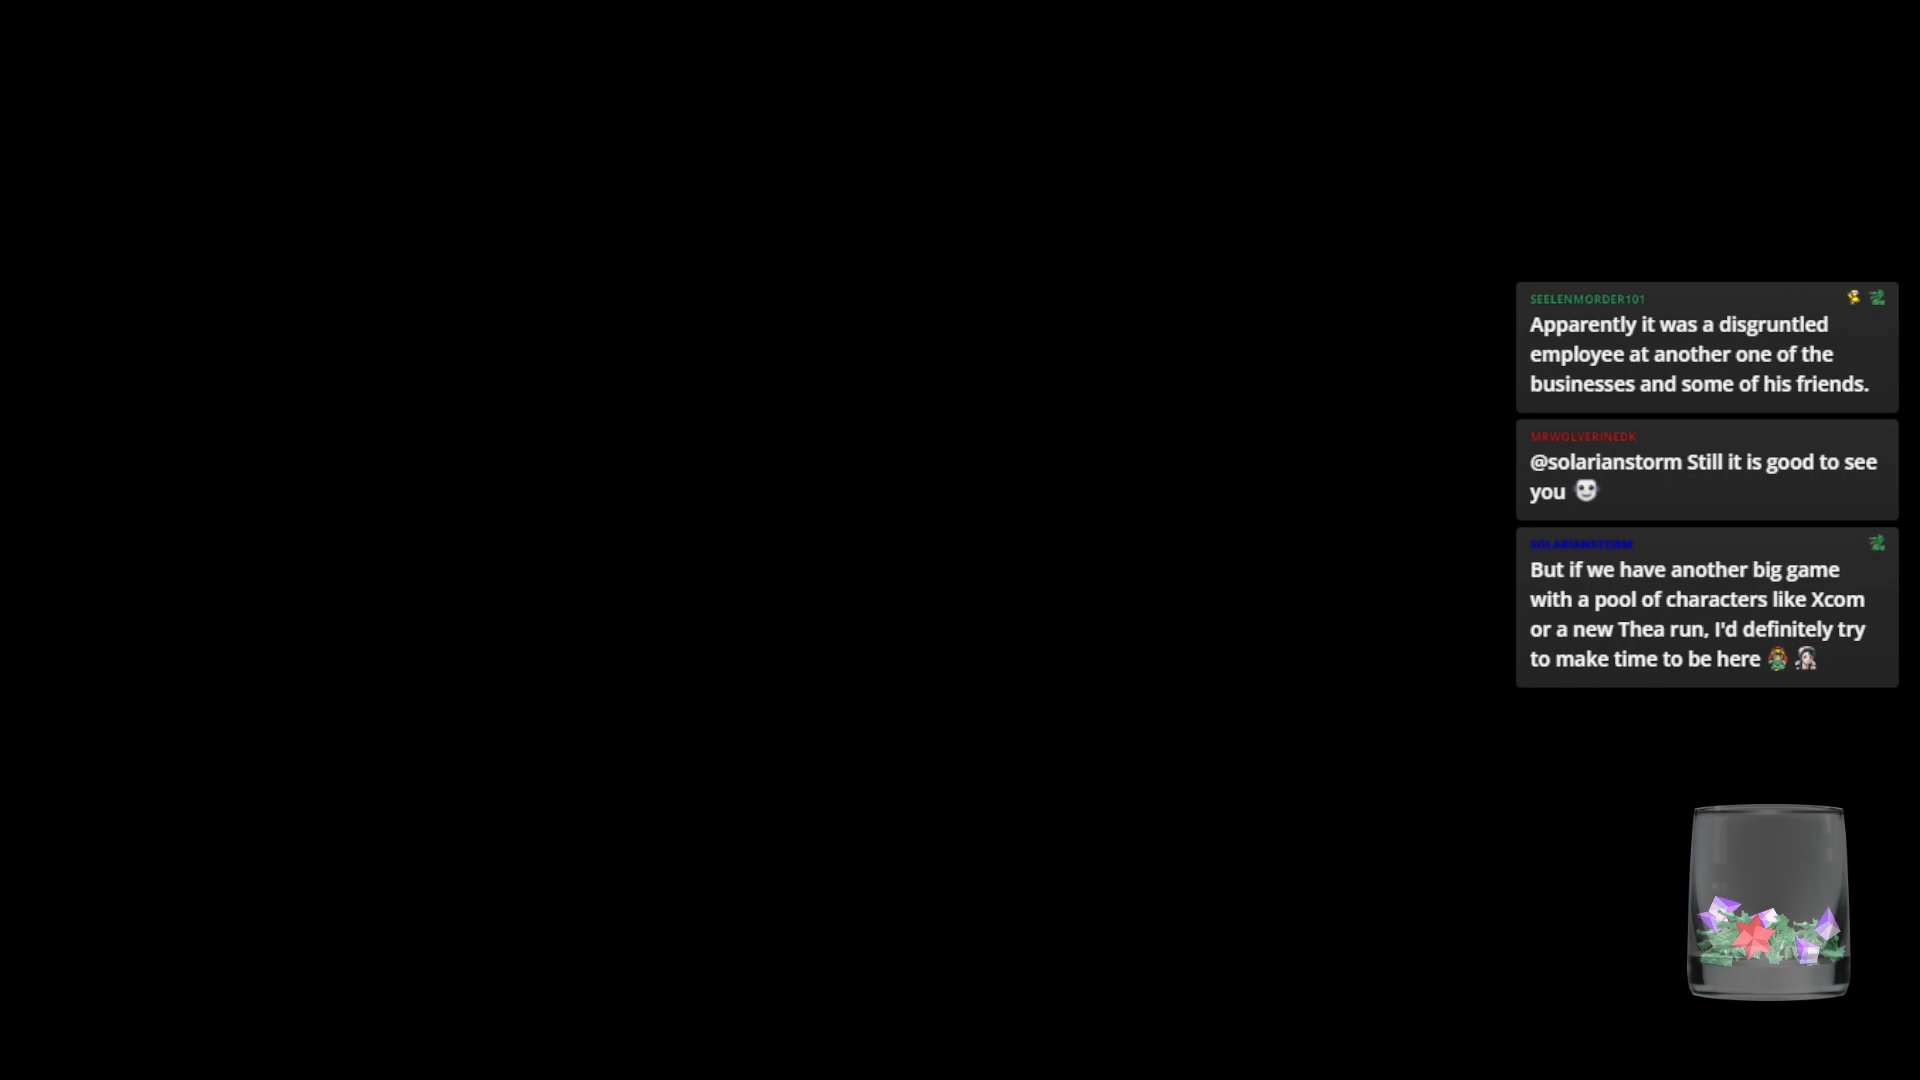 SEELENMORDER101
Apparently it was a disgruntled
employee at another one of the
businesses and some of his friends.
MRWOLVERINEDK
@solarianstorm Still it is good to see
you
SOLARIANSTORM
But if we have another big game
with a pool of characters like Xcom
or a new Thea run, I'd definitely try
to make time to be here